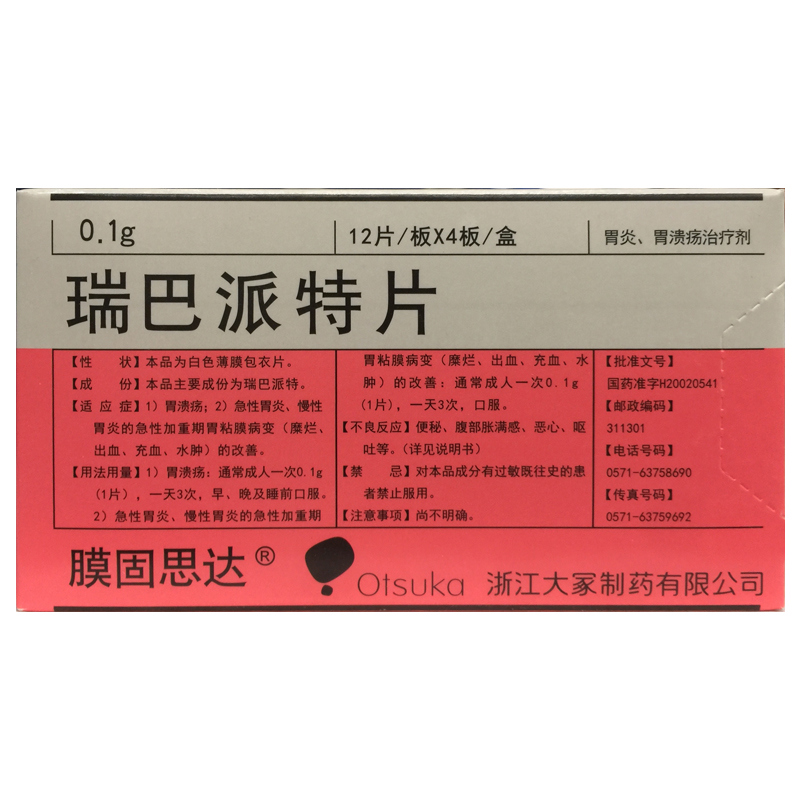 0.1g
12片/板X4板/盒
胃炎、胃溃疡治疗剂
瑞巴派特片
【性　　状】本品为白色薄膜包衣片。
【成　　份】本品主要成份为瑞巴派特。
【适 应 症】1）胃溃疡；2）急性胃炎、慢性
胃炎的急性加重期胃粘膜病变（糜烂、
出血、充血、水肿）的改善。
【用法用量】1）胃溃疡：通常成人一次0.1g
（1片），一天3次，早、晚及睡前口服。
2）急性胃炎、慢性胃炎的急性加重期
胃粘膜病变（糜烂、出血、充血、水
肿）的改善：通常成人一次0.1g
（1片），一天3次，口服。
【不良反应】便秘、腹部胀满感、恶心、呕
吐等。（详见说明书）
【禁　　忌】对本品成分有过敏既往史的患
者禁止服用。
【注意事项】尚不明确。
【批准文号】
国药准字H20020541
【邮政编码】
311301
【电话号码】
0571-63758690
【传真号码】
0571-63759692
膜固思达®
Otsuka 浙江大冢制药有限公司